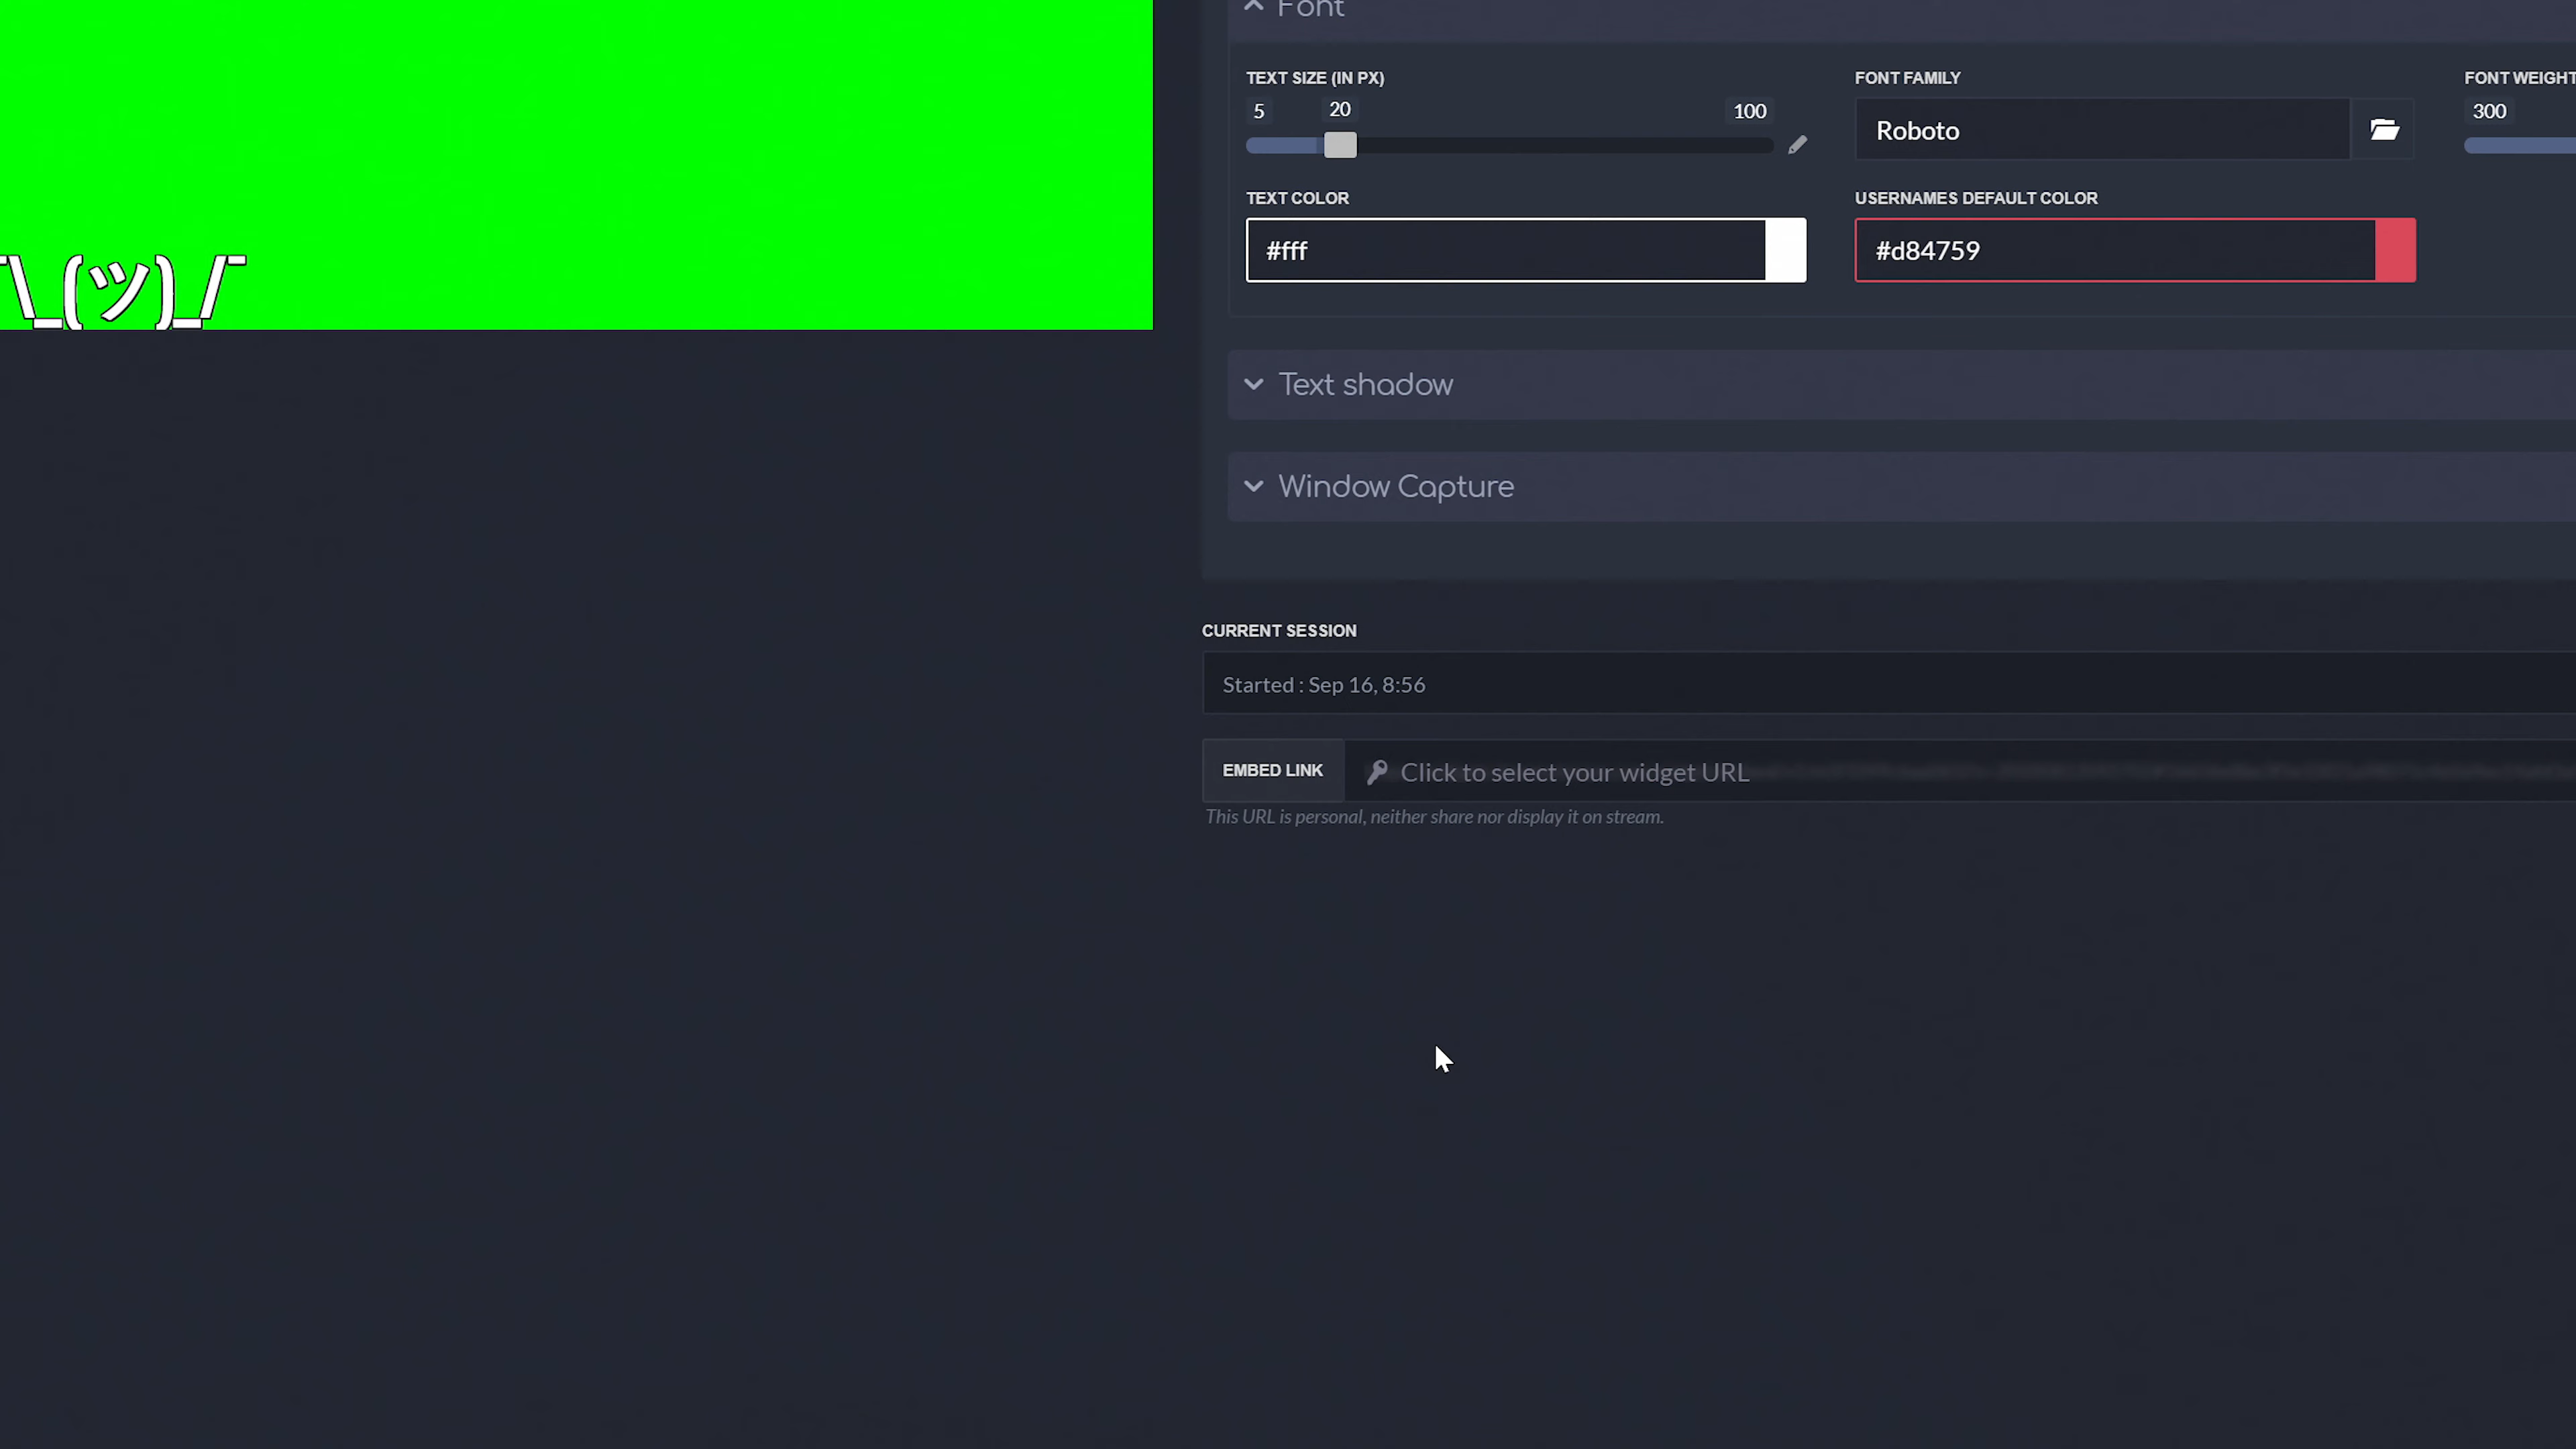 Font
TEXT SIZE (IN PX)
5
20
100
FONT FAMILY
Roboto
FONT WEIGHT
300
TEXT COLOR
#fff
USERNAMES DEFAULT COLOR
#d84759
¯\_(ツ)_/¯
Text shadow
Window Capture
CURRENT SESSION
Started : Sep 16, 8:56
EMBED LINK
Click to select your widget URL
This URL is personal, neither share nor display it on stream.